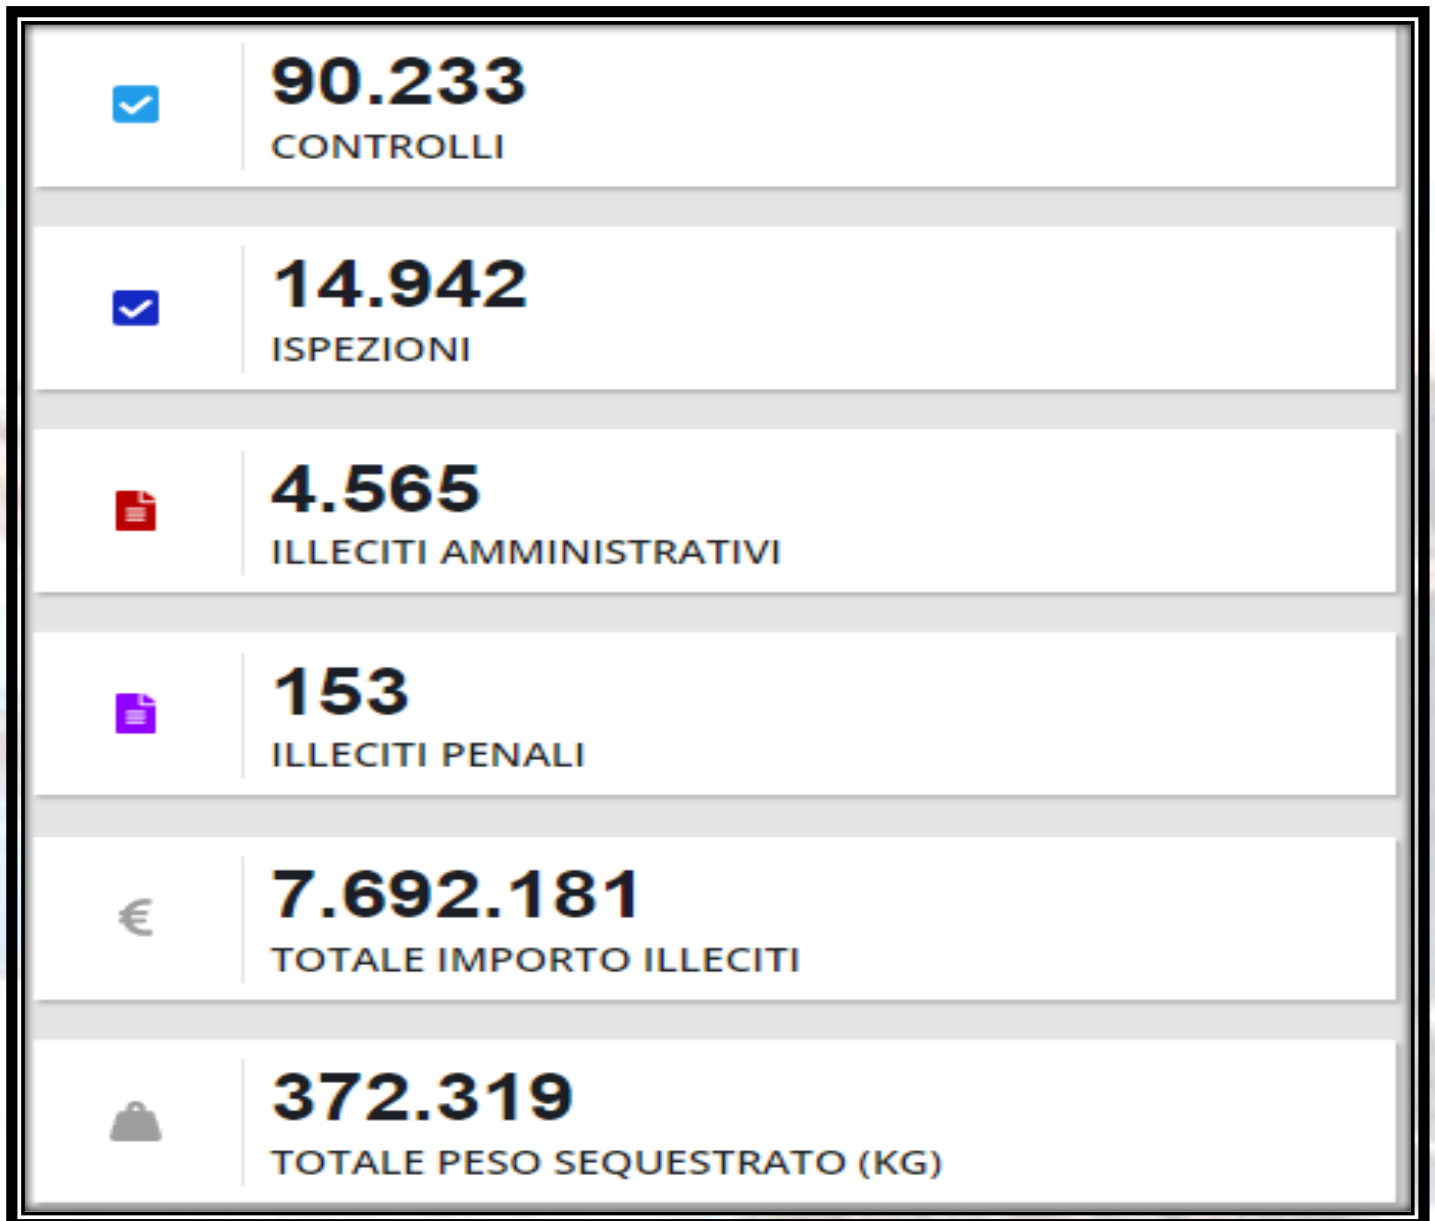 90.233
CONTROLLI
14.942
ISPEZIONI
4.565
ILLECITI AMMINISTRATIVI
153
ILLECITI PENALI
€
7.692.181
TOTALE IMPORTO ILLECITI
372.319
TOTALE PESO SEQUESTRATO (KG)